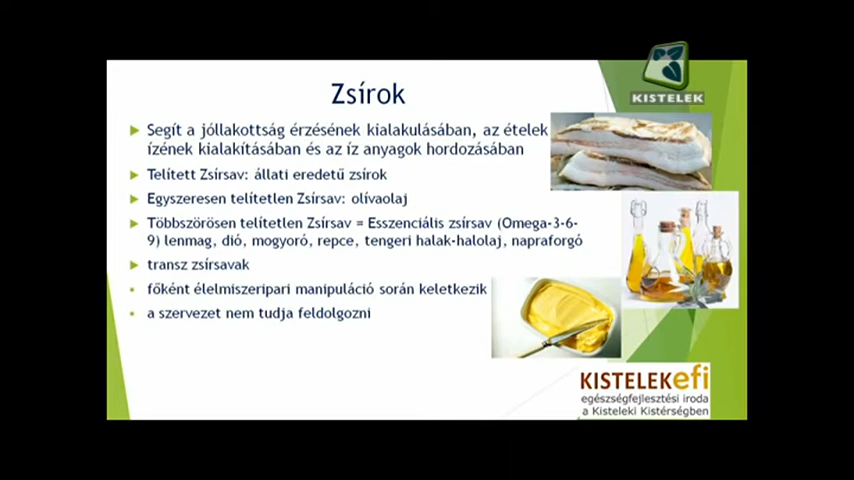 KISTELEK
Zsírok
Segít a jóllakottság érzésének kialakulásában, az ételek
ízének kialakításában és az íz anyagok hordozásában
Telített Zsírsav: állati eredetű zsírok
Egyszeresen telítetlen Zsírsav: olívaolaj
Többszörösen telítetlen Zsírsav = Esszenciális zsírsav (Omega-3-6-
9) lenmag, dió, mogyoró, repce, tengeri halak-halolaj, napraforgó
transz zsírsavak
főként élelmiszeripari manipuláció során keletkezik
a szervezet nem tudja feldolgozni
KISTELEKefi
egészségfejlesztési iroda
a Kisteleki Kistérségben